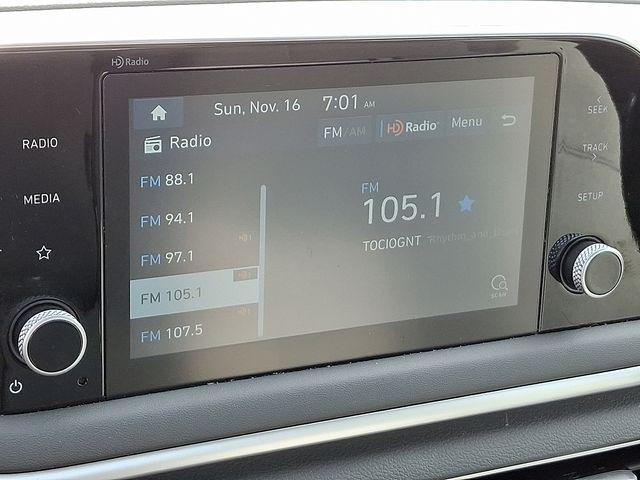 HD Radio
Sun, Nov. 16 7:01 AM
Radio
FM/AM HD Radio Menu
FM 88.1
FM 94.1
FM 97.1
FM 105.1
FM 107.5
FM
105.1
TOCIOGNT
SCAN
RADIO
MEDIA
SEEK
TRACK
SETUP